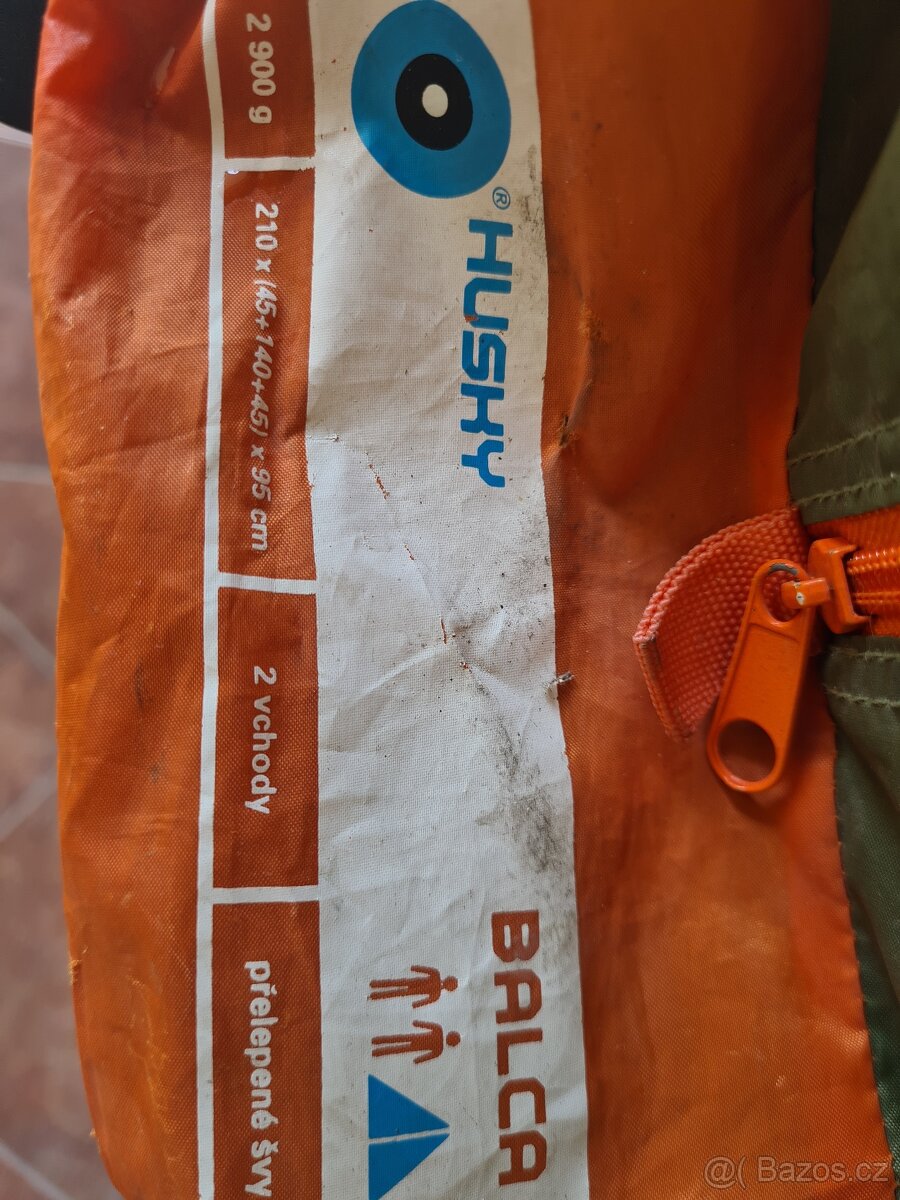 HUSKY®
BALCA
2 900 g
210 x (45+140+45) x 95 cm
2 vchody
přelepené švy
@( Bazos.cz